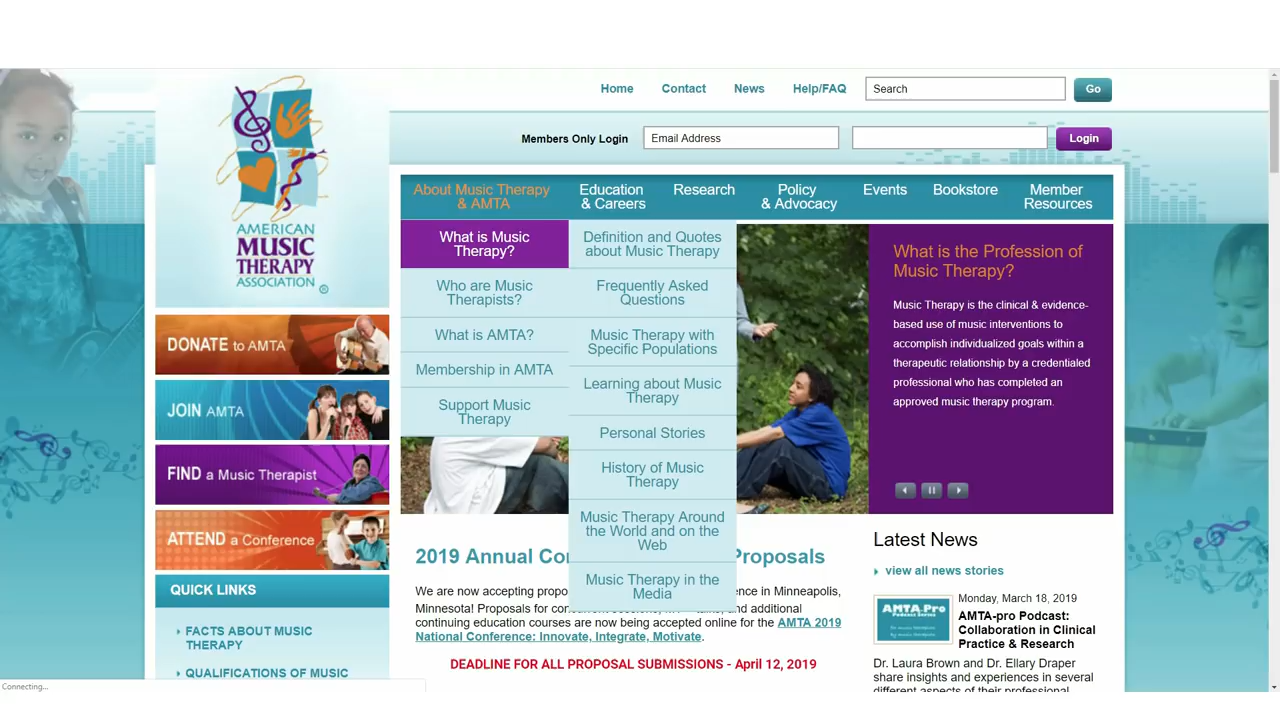 Home
Contact
News
Help/FAQ
Search
Go
Members Only Login
Email Address
Login
AMERICAN
MUSIC
THERAPY
ASSOCIATION
®
About Music Therapy
& AMTA
Education
& Careers
Research
Policy
& Advocacy
Events
Bookstore
Member
Resources
What is Music
Therapy?
Who are Music
Therapists?
What is AMTA?
Membership in AMTA
Support Music
Therapy
Definition and Quotes
about Music Therapy
Frequently Asked
Questions
Music Therapy with
Specific Populations
Learning about Music
Therapy
Personal Stories
History of Music
Therapy
Music Therapy Around
the World and on the
Web
Music Therapy in the
Media
What is the Profession of
Music Therapy?
Music Therapy is the clinical & evidence-
based use of music interventions to
accomplish individualized goals within a
therapeutic relationship by a credentialed
professional who has completed an
approved music therapy program.
DONATE to AMTA
JOIN AMTA
FIND a Music Therapist
ATTEND a Conference
QUICK LINKS
FACTS ABOUT MUSIC
THERAPY
QUALIFICATIONS OF MUSIC
2019 Annual Con Proposals
We are now accepting propo ence in Minneapolis,
Minnesota! Proposals for and additional
continuing education courses are now being accepted online for the AMTA 2019
National Conference: Innovate, Integrate, Motivate.
DEADLINE FOR ALL PROPOSAL SUBMISSIONS - April 12, 2019
Latest News
view all news stories
AMTA.Pro
Monday, March 18, 2019
AMTA-pro Podcast:
Collaboration in Clinical
Practice & Research
Dr. Laura Brown and Dr. Ellary Draper
share insights and experiences in several
different aspects of their professional
Connecting...